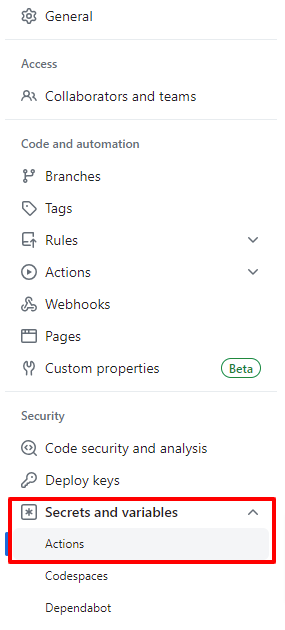 General
Access
Collaborators and teams
Code and automation
Branches
Tags
Rules
Actions
Webhooks
Pages
Custom properties Beta
Security
Code security and analysis
Deploy keys
Secrets and variables
Actions
Codespaces
Dependabot